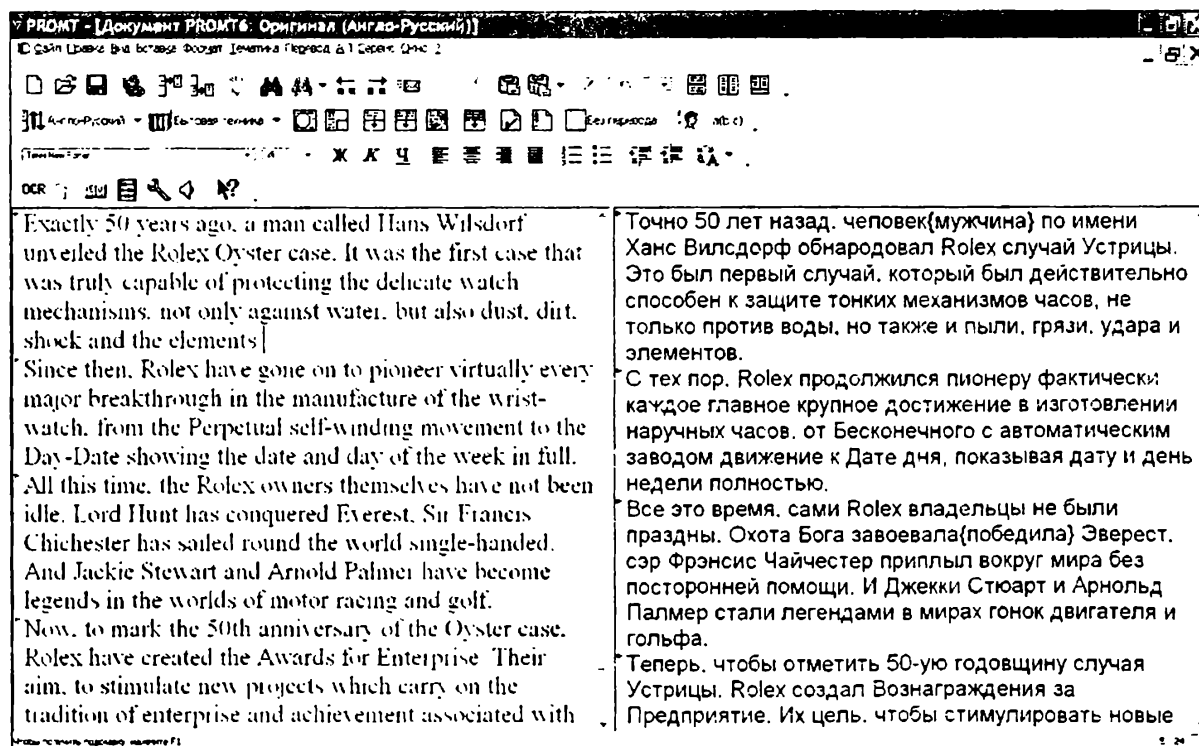 PROMT - [Документ PROMT6: Оригинал (Англо-Русский)]
Ж К Ч
OCR
Exactly 50 years ago, a man called Hans Wilsdorf
unveiled the Rolex Oyster case. It was the first case that
was truly capable of protecting the delicate watch
mechanisms, not only against water, but also dust, dirt,
shock and the elements
Since then, Rolex have gone on to pioneer virtually every
major breakthrough in the manufacture of the wrist-
watch, from the Perpetual self-winding movement to the
Day-Date showing the date and day of the week in full.
All this time, the Rolex owners themselves have not been
idle. Lord Hunt has conquered Everest. Sir Francis
Chichester has sailed round the world single-handed.
And Jackie Stewart and Arnold Palmer have become
legends in the worlds of motor racing and golf.
Now, to mark the 50th anniversary of the Oyster case,
Rolex have created the Awards for Enterprise. Their
aim, to stimulate new projects which carry on the
tradition of enterprise and achievement associated with
Точно 50 лет назад, человек{мужчина} по имени
Ханс Вилсдорф обнародовал Rolex случай Устрицы.
Это был первый случай, который был действительно
способен к защите тонких механизмов часов, не
только против воды, но также и пыли, грязи, удара и
элементов.
С тех пор, Rolex продолжился пионеру фактически
каждое главное крупное достижение в изготовлении
наручных часов, от Бесконечного с автоматическим
заводом движение к Дате дня, показывая дату и день
недели полностью.
Все это время, сами Rolex владельцы не были
праздны. Охота Бога завоевала{победила} Эверест,
сэр Фрэнсис Чайчестер приплыл вокруг мира без
посторонней помощи. И Джекки Стюарт и Арнольд
Палмер стали легендами в мирах гонок двигателя и
гольфа.
Теперь, чтобы отметить 50-ую годовщину случая
Устрицы, Rolex создал Вознаграждения за
Предприятие. Их цель, чтобы стимулировать новые